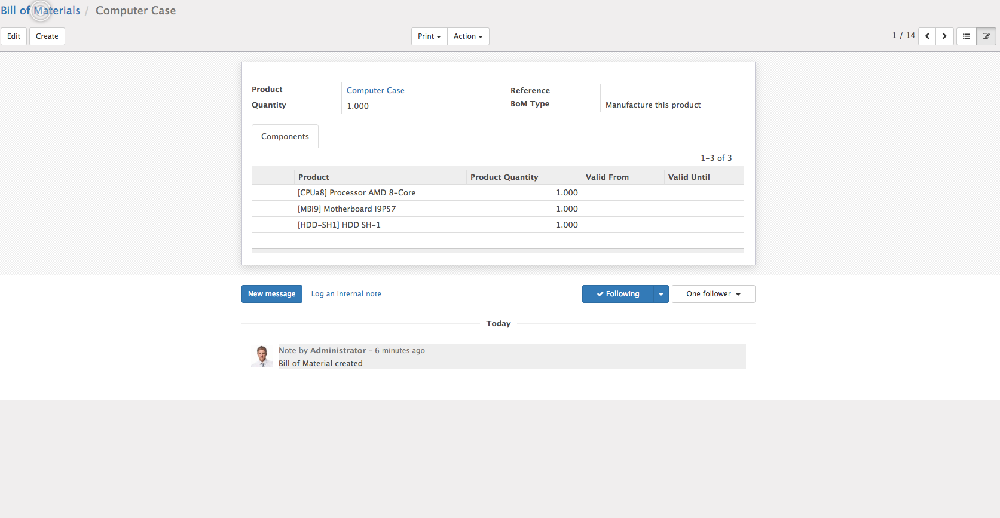 Bill of Materials / Computer Case
Edit Create Print Action 1 / 14
Product Computer Case
Quantity 1.000
Reference
BoM Type Manufacture this product
Components
1-3 of 3
Product Product Quantity Valid From Valid Until
[CPUa8] Processor AMD 8-Core 1.000
[MBi9] Motherboard I9P57 1.000
[HDD-SH1] HDD SH-1 1.000
New message Log an internal note Following One follower
Today
Note by Administrator - 6 minutes ago
Bill of Material created